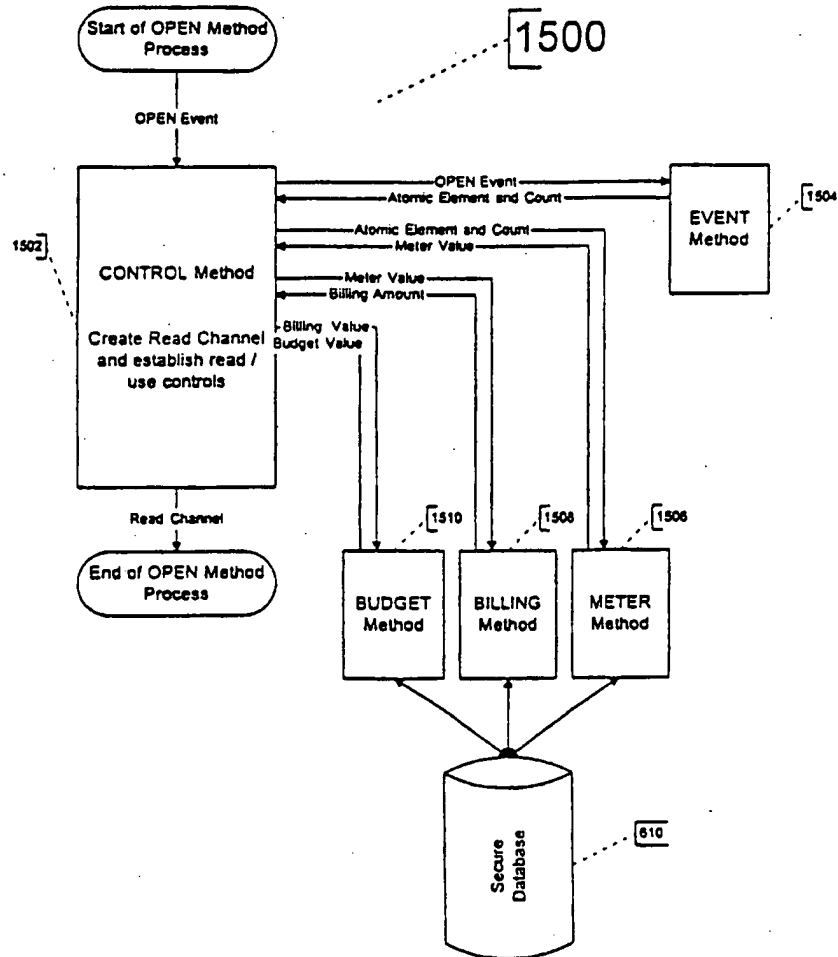 Start of OPEN Method
Process
1500
OPEN Event
OPEN Event
Atomic Element and Count
EVENT
Method
1504
1502
Atomic Element and Count
Meter Value
CONTROL Method
Meter Value
Billing Amount
Create Read Channel
and establish read /
use controls
Billing Value
Budget Value
Read Channel
1510
1508
1506
End of OPEN Method
Process
BUDGET
Method
BILLING
Method
METER
Method
Secure
Database
610